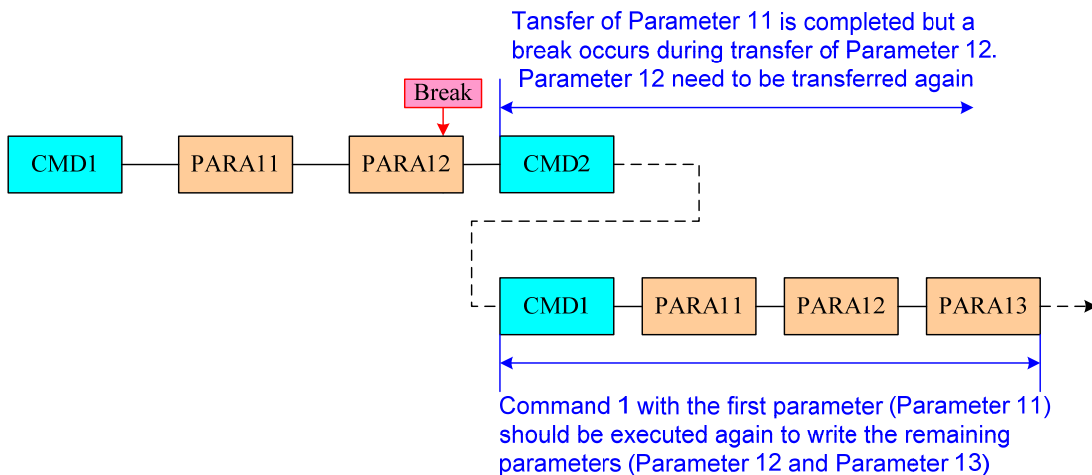 Tansfer of Parameter 11 is completed but a
break occurs during transfer of Parameter 12.
Parameter 12 need to be transferred again
Break
CMD1
PARA11
PARA12
CMD2
CMD1
PARA11
PARA12
PARA13
Command 1 with the first parameter (Parameter 11)
should be executed again to write the remaining
parameters (Parameter 12 and Parameter 13)